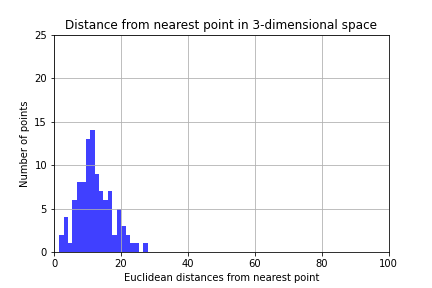 Distance from nearest point in 3-dimensional space
25
20
15
10
5
0
Number of points
0 20 40 60 80 100
Euclidean distances from nearest point